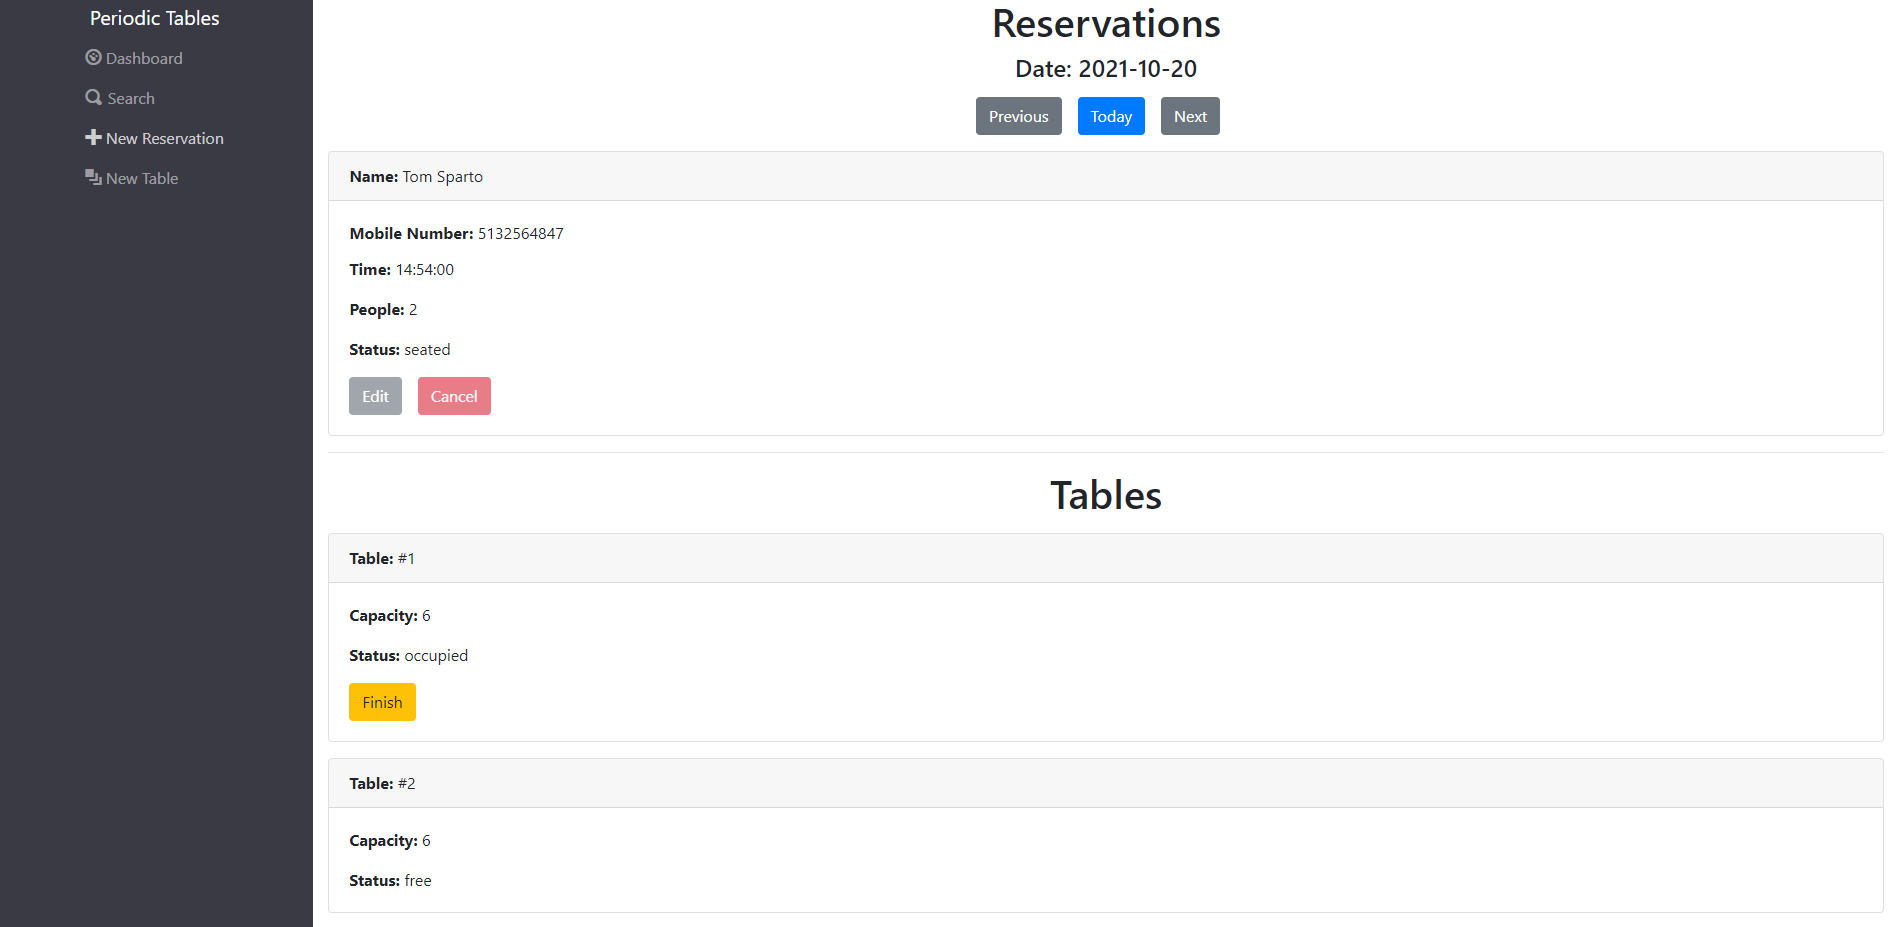 Periodic Tables
Dashboard
Search
New Reservation
New Table
Reservations
Date: 2021-10-20
Previous Today Next
Name: Tom Sparto
Mobile Number: 5132564847
Time: 14:54:00
People: 2
Status: seated
Edit Cancel
Tables
Table: #1
Capacity: 6
Status: occupied
Finish
Table: #2
Capacity: 6
Status: free